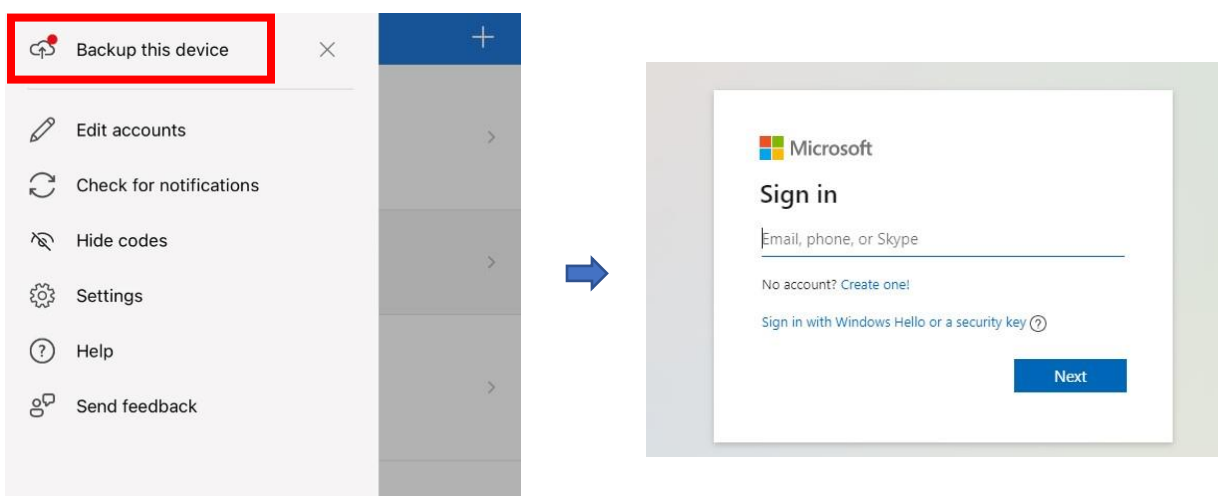 Backup this device
Edit accounts
Check for notifications
Hide codes
Settings
Help
Send feedback
Microsoft
Sign in
Email, phone, or Skype
No account? Create one!
Sign in with Windows Hello or a security key
Next